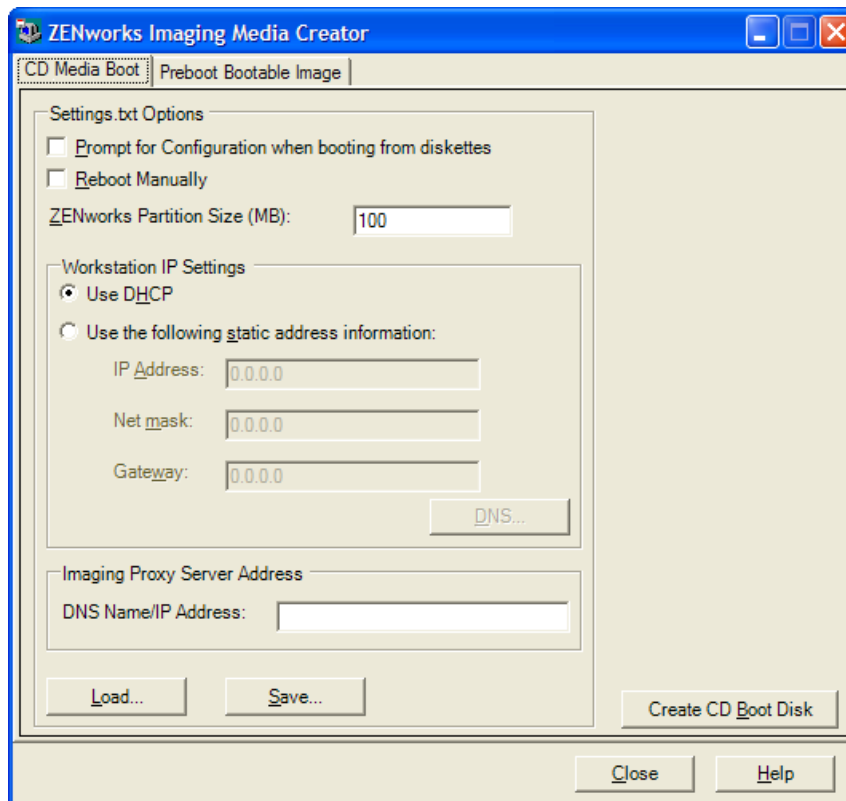 ZENworks Imaging Media Creator
CD Media Boot
Preboot Bootable Image
Settings.txt Options
Prompt for Configuration when booting from diskettes
Reboot Manually
ZENworks Partition Size (MB): 100
Workstation IP Settings
Use DHCP
Use the following static address information:
IP Address: 0.0.0.0
Net mask: 0.0.0.0
Gateway: 0.0.0.0
DNS...
Imaging Proxy Server Address
DNS Name/IP Address:
Load...
Save...
Create CD Boot Disk
Close
Help